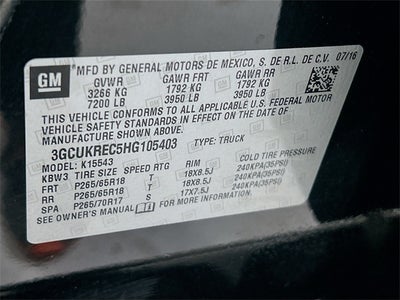 GM
MFD BY GENERAL MOTORS DE MEXICO, S. DE R.L. DE C.V. 07/16
GVWR GAWR FRT GAWR RR
3266 KG 1792 KG 1792 KG
7200 LB 3950 LB 3950 LB
THIS VEHICLE CONFORMS TO ALL APPLICABLE U.S. FEDERAL MOTOR
VEHICLE SAFETY AND THEFT PREVENTION STANDARDS IN EFFECT ON
THE DATE OF MANUFACTURE SHOWN ABOVE.
3GCUKREC5HG105403 TYPE: TRUCK
MODEL: K15543
KBW3 TIRE SIZE SPEED RTG RIM COLD TIRE PRESSURE
FRT P265/65R18 T 18X8.5J 240KPA(35PSI)
RR P265/65R18 T 18X8.5J 240KPA(35PSI)
SPA P265/70R17 S 17X7.5J 240KPA(35PSI)
SEE OWNER'S MANUAL FOR MORE INFORMATION.